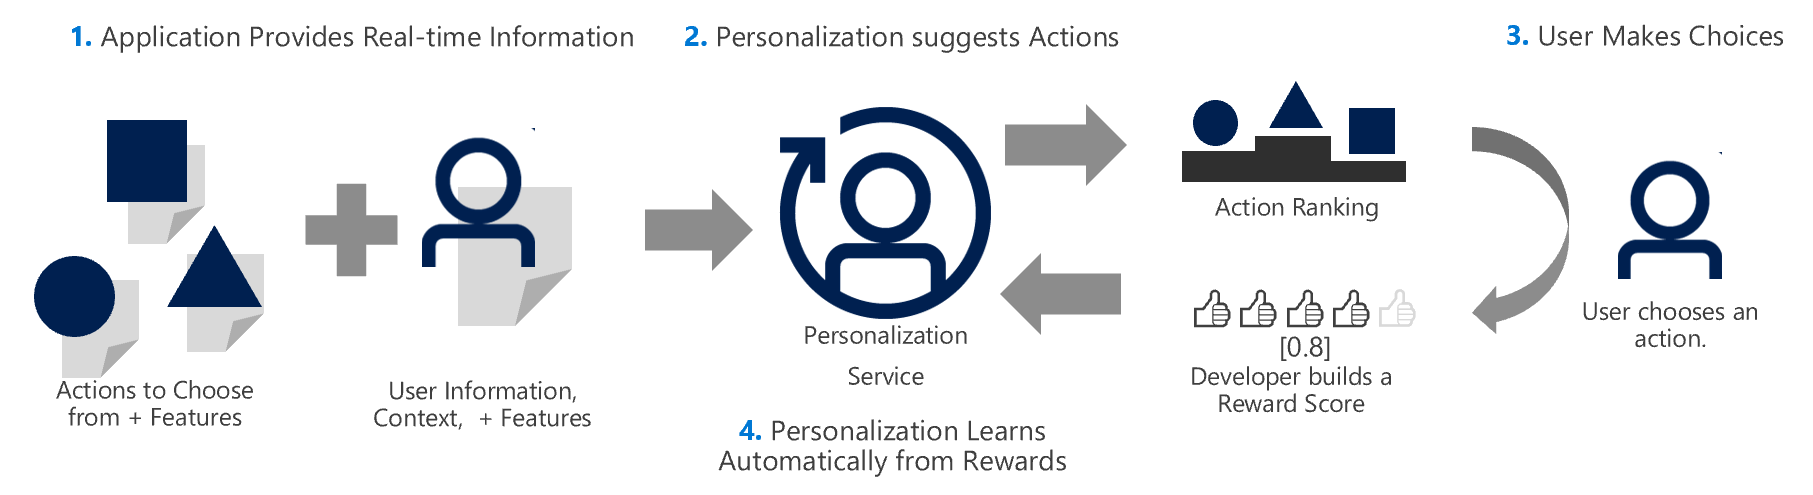 1. Application Provides Real-time Information
2. Personalization suggests Actions
3. User Makes Choices
Action Ranking
Personalization
Service
[0.8]
Developer builds a
Reward Score
User chooses an
action.
Actions to Choose
from + Features
User Information,
Context, + Features
4. Personalization Learns
Automatically from Rewards